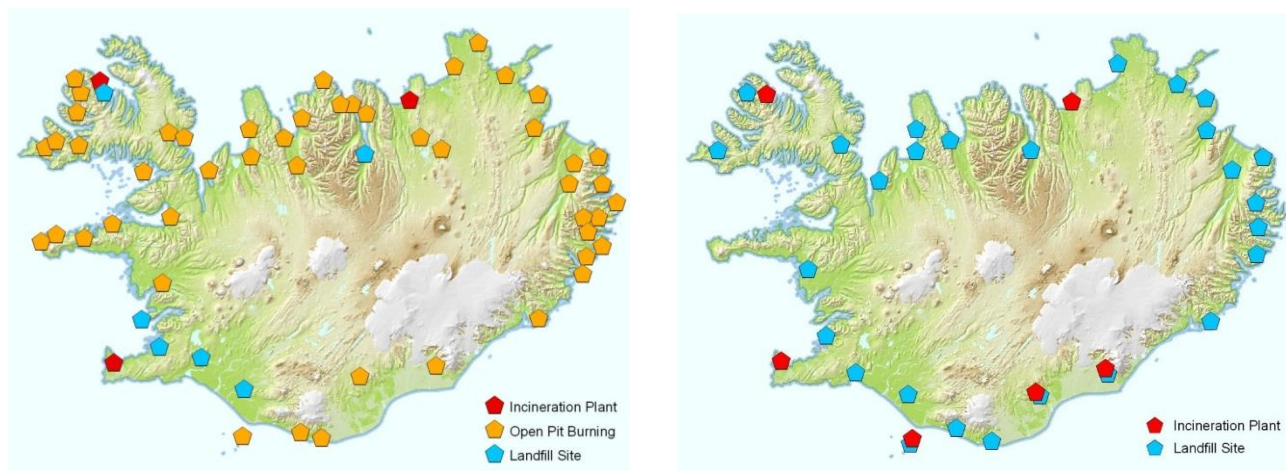 Incineration Plant
Open Pit Burning
Landfill Site
Incineration Plant
Landfill Site